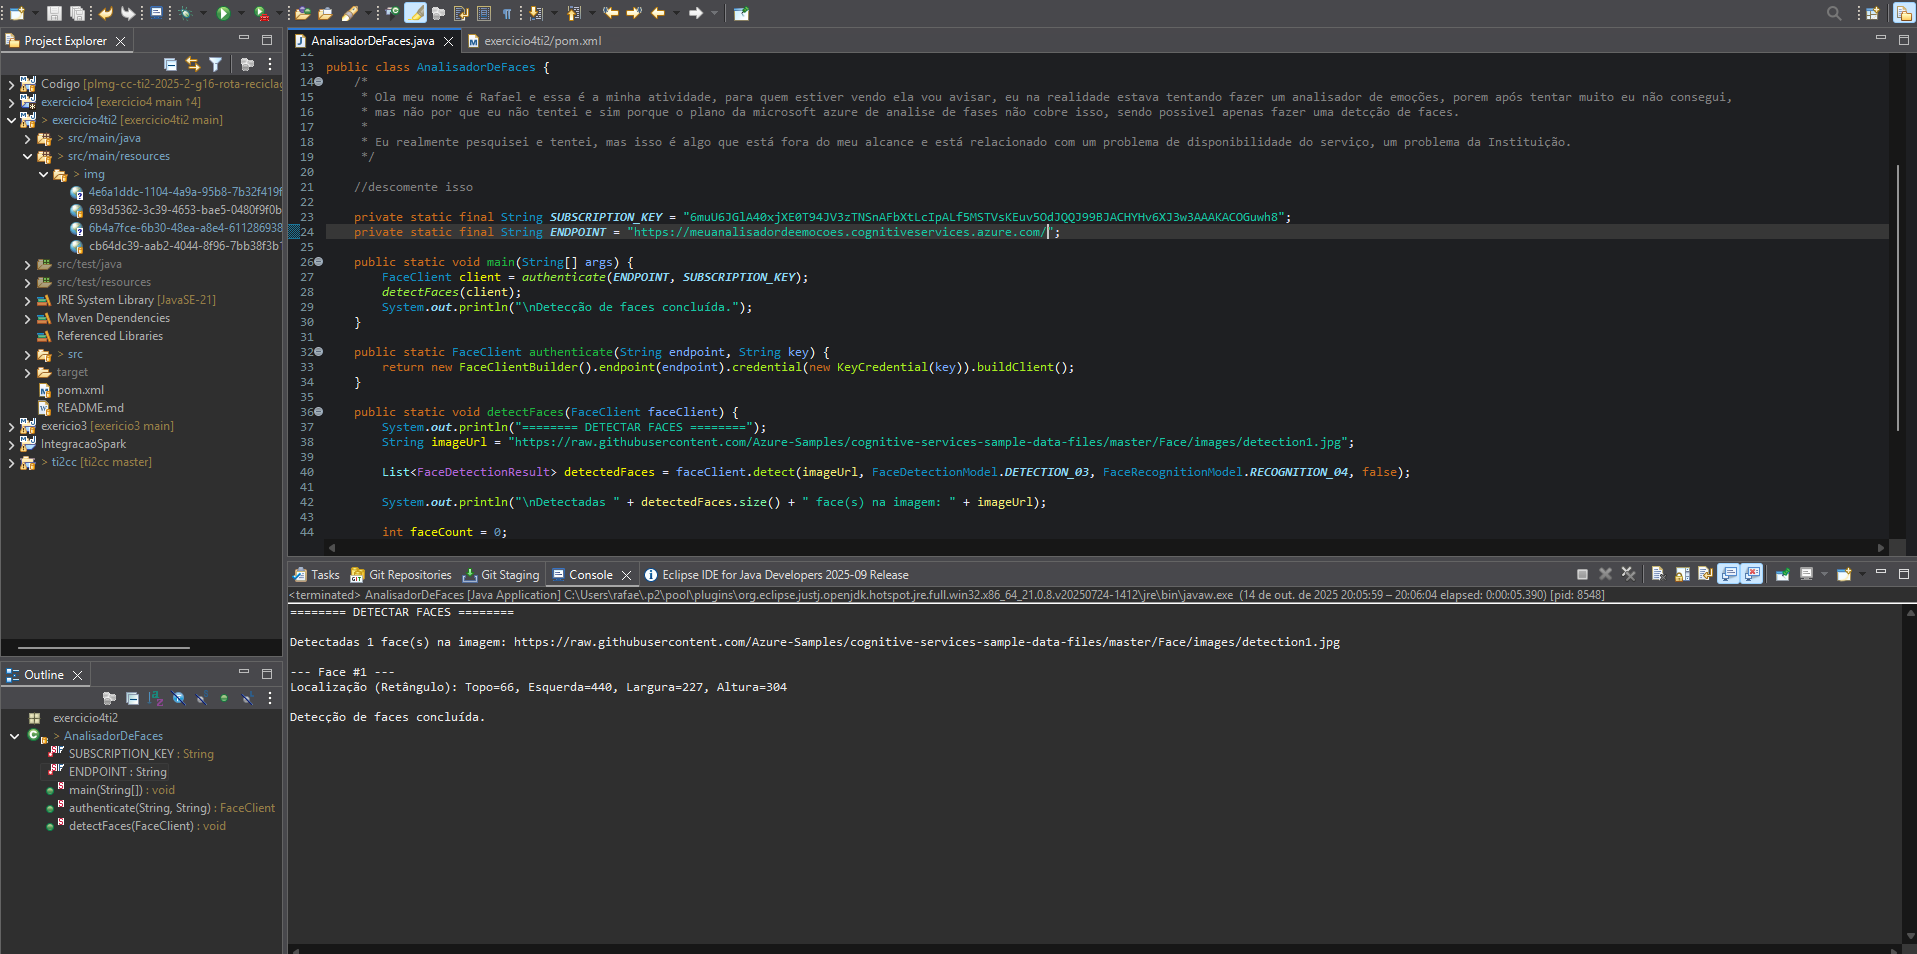 Project Explorer
Codigo [plmg-cc-ti2-2025-2-g16-rota-reciclag
exercicio4 [exercicio4 main ↑4]
> exercicio4ti2 [exercicio4ti2 main]
> src/main/java
> src/main/resources
> img
4e6a1ddc-1104-4a9a-95b8-7b32f419f
693d5362-3c39-4653-bae5-0480f9f0b
6b4a7fce-6b30-48ea-a8e4-611286938
cb64dc39-aab2-4044-8f96-7bb38f3b1
src/test/java
src/test/resources
JRE System Library [JavaSE-21]
Maven Dependencies
Referenced Libraries
> src
target
pom.xml
README.md
exericio3 [exericio3 main]
IntegracaoSpark
> ti2cc [ti2cc master]
Outline
exercicio4ti2
> AnalisadorDeFaces
SUBSCRIPTION_KEY : String
ENDPOINT : String
main(String[]) : void
authenticate(String, String) : FaceClient
detectFaces(FaceClient) : void
AnalisadorDeFaces.java
exercicio4ti2/pom.xml
12
13 public class AnalisadorDeFaces {
14 /*
15 * Ola meu nome é Rafael e essa é a minha atividade, para quem estiver vendo ela vou avisar, eu na realidade estava tentando fazer um analisador de emoções, porem após tentar muito eu não consegui,
16 * mas não por que eu não tentei e sim porque o plano da microsoft azure de analise de fases não cobre isso, sendo possivel apenas fazer uma detcção de faces.
17 *
18 * Eu realmente pesquisei e tentei, mas isso é algo que está fora do meu alcance e está relacionado com um problema de disponibilidade do serviço, um problema da Instituição.
19 */
20
21 //descomente isso
22
23 private static final String SUBSCRIPTION_KEY = "6muU6JGlA40xjXE0T94JV3zTNSnAFbXtLcIpALf5MSTVsKEuv5OdJQQJ99BJACHYHv6XJ3w3AAAKACOGuwh8";
24 private static final String ENDPOINT = "https://meuanalisadordeemocoes.cognitiveservices.azure.com/";
25
26 public static void main(String[] args) {
27 FaceClient client = authenticate(ENDPOINT, SUBSCRIPTION_KEY);
28 detectFaces(client);
29 System.out.println("\nDetecção de faces concluída.");
30 }
31
32 public static FaceClient authenticate(String endpoint, String key) {
33 return new FaceClientBuilder().endpoint(endpoint).credential(new KeyCredential(key)).buildClient();
34 }
35
36 public static void detectFaces(FaceClient faceClient) {
37 System.out.println("======== DETECTAR FACES ========");
38 String imageUrl = "https://raw.githubusercontent.com/Azure-Samples/cognitive-services-sample-data-files/master/Face/images/detection1.jpg";
39
40 List<FaceDetectionResult> detectedFaces = faceClient.detect(imageUrl, FaceDetectionModel.DETECTION_03, FaceRecognitionModel.RECOGNITION_04, false);
41
42 System.out.println("\nDetectadas " + detectedFaces.size() + " face(s) na imagem: " + imageUrl);
43
44 int faceCount = 0;
Tasks
Git Repositories
Git Staging
Console
Eclipse IDE for Java Developers 2025-09 Release
<terminated> AnalisadorDeFaces [Java Application] C:\Users\rafae\.p2\pool\plugins\org.eclipse.justj.openjdk.hotspot.jre.full.win32.x86_64_21.0.8.v20250724-1412\jre\bin\javaw.exe (14 de out. de 2025 20:05:59 – 20:06:04 elapsed: 0:00:05.390) [pid: 8548]
======== DETECTAR FACES ========
Detectadas 1 face(s) na imagem: https://raw.githubusercontent.com/Azure-Samples/cognitive-services-sample-data-files/master/Face/images/detection1.jpg
--- Face #1 ---
Localização (Retângulo): Topo=66, Esquerda=440, Largura=227, Altura=304
Detecção de faces concluída.